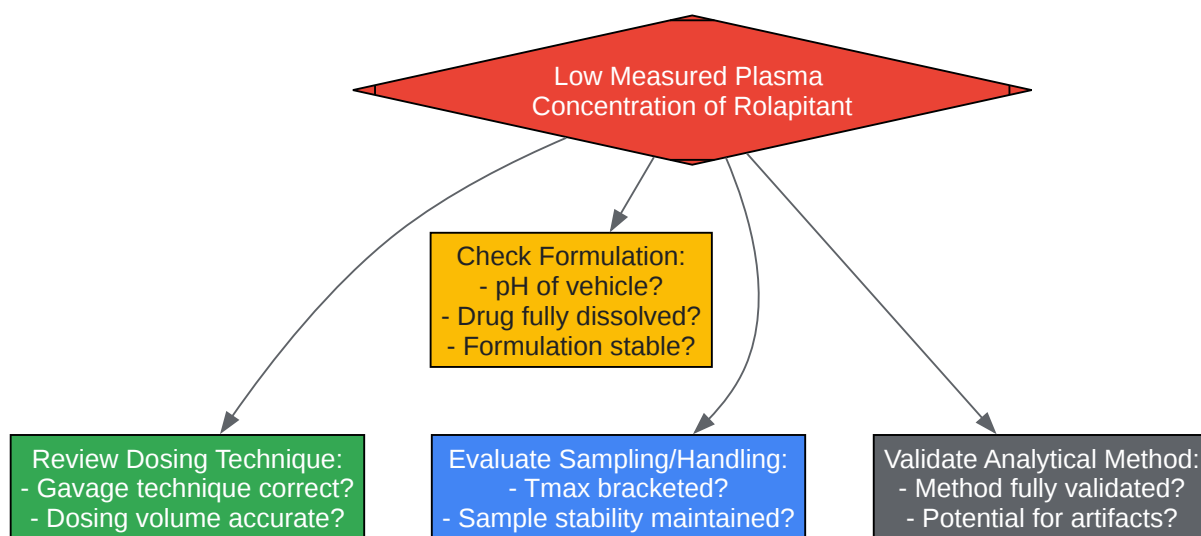 Low Measured Plasma
Concentration of Rolapitant
Check Formulation:
- pH of vehicle?
- Drug fully dissolved?
- Formulation stable?
Review Dosing Technique:
- Gavage technique correct?
- Dosing volume accurate?
Evaluate Sampling/Handling:
- Tmax bracketed?
- Sample stability maintained?
Validate Analytical Method:
- Method fully validated?
- Potential for artifacts?